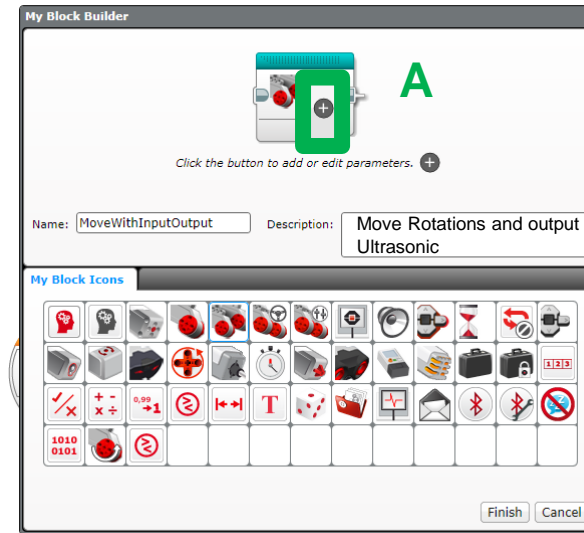 My Block Builder
A
Click the button to add or edit parameters.
Name: MoveWithInputOutput Description: Move Rotations and output
Ultrasonic
My Block Icons
1 2 3
0,99
→1
T
1010
0101
Finish Cancel